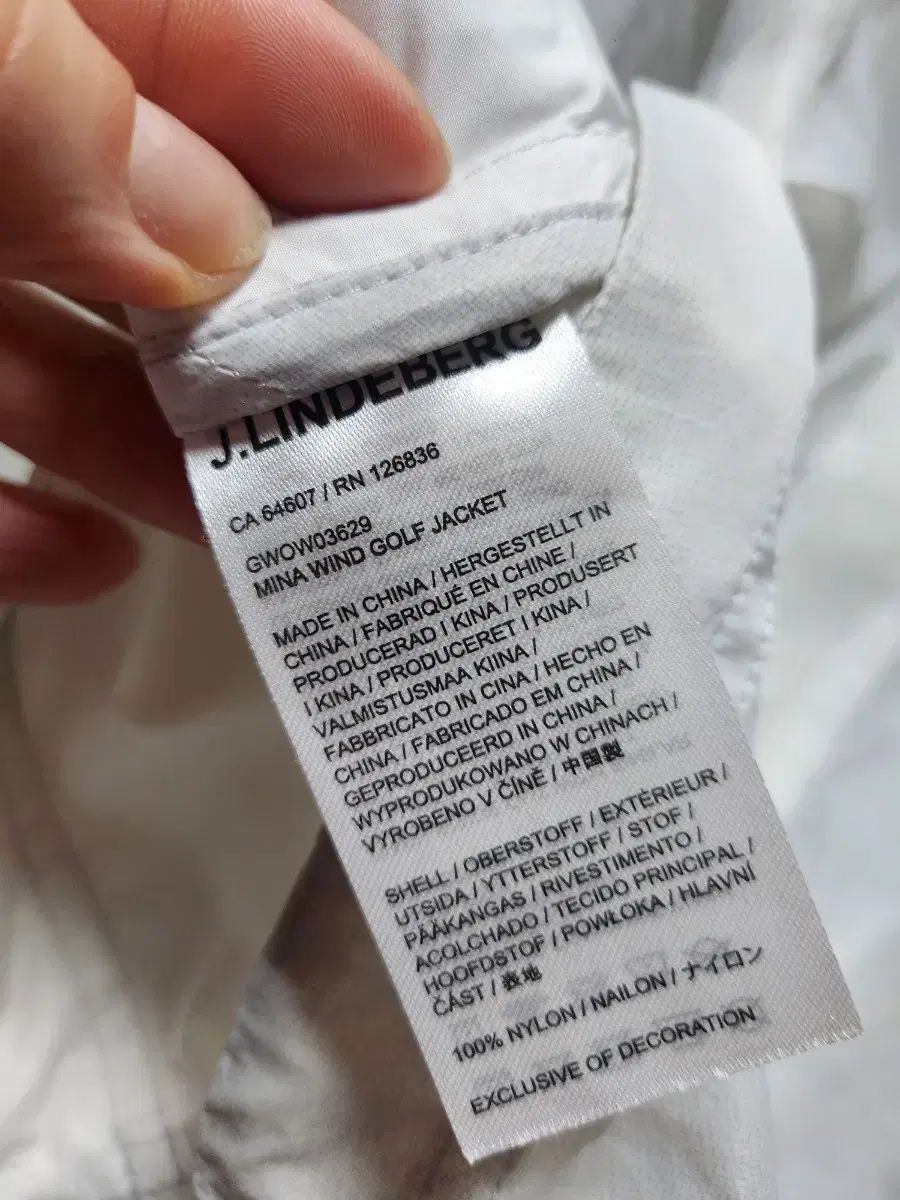 J.LINDEBERG
CA 64607 / RN 126836
GWOW03629
MINA WIND GOLF JACKET
MADE IN CHINA / HERGESTELLT IN
CHINA / FABRIQUÉ EN CHINE /
PRODUCERAD I KINA / PRODUSERT
I KINA / PRODUCERET I KINA /
VALMISTUSMAA KIINA /
FABBRICATO IN CINA / HECHO EN
CHINA / FABRICADO EM CHINA /
GEPRODUCEERD IN CHINA /
WYPRODUKOWANO W CHINACH /
VYROBENO V ČÍNĚ / 中国製
SHELL / OBERSTOFF / EXTÉRIEUR /
UTSIDA / YTTERSTOFF / STOF /
PÄÄKANGAS / RIVESTIMENTO /
ACOLCHADO / TECIDO PRINCIPAL /
HOOFDSTOF / POWŁOKA / HLAVNÍ
ČÁST / 表地
100% NYLON / NAILON / ナイロン
EXCLUSIVE OF DECORATION